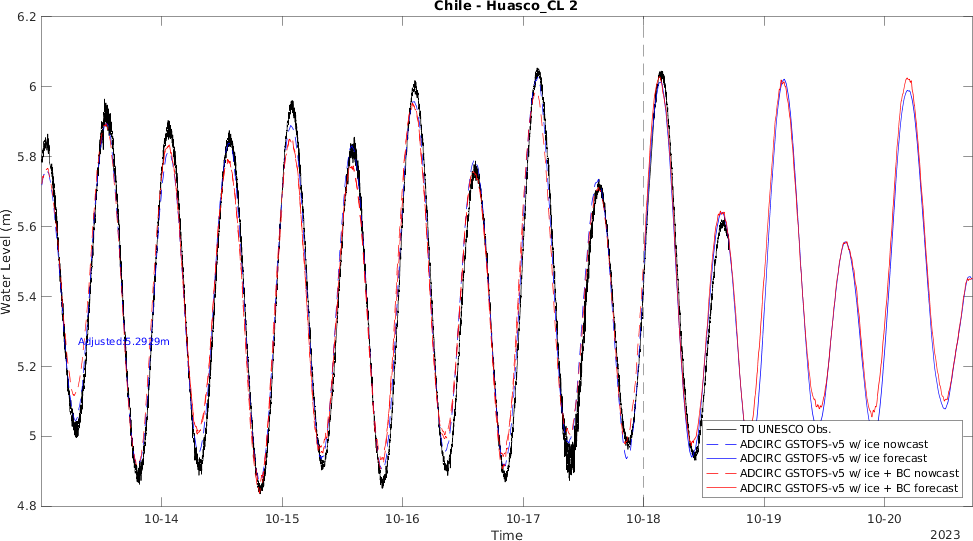 Chile - Huasco_CL 2
6.2
6
5.8
5.6
5.4
5.2
5
4.8
Water Level (m)
Adjusted:5.2929m
TD UNESCO Obs.
ADCIRC GSTOFS-v5 w/ ice nowcast
ADCIRC GSTOFS-v5 w/ ice forecast
ADCIRC GSTOFS-v5 w/ ice + BC nowcast
ADCIRC GSTOFS-v5 w/ ice + BC forecast
10-14 10-15 10-16 10-17 10-18 10-19 10-20
Time
2023